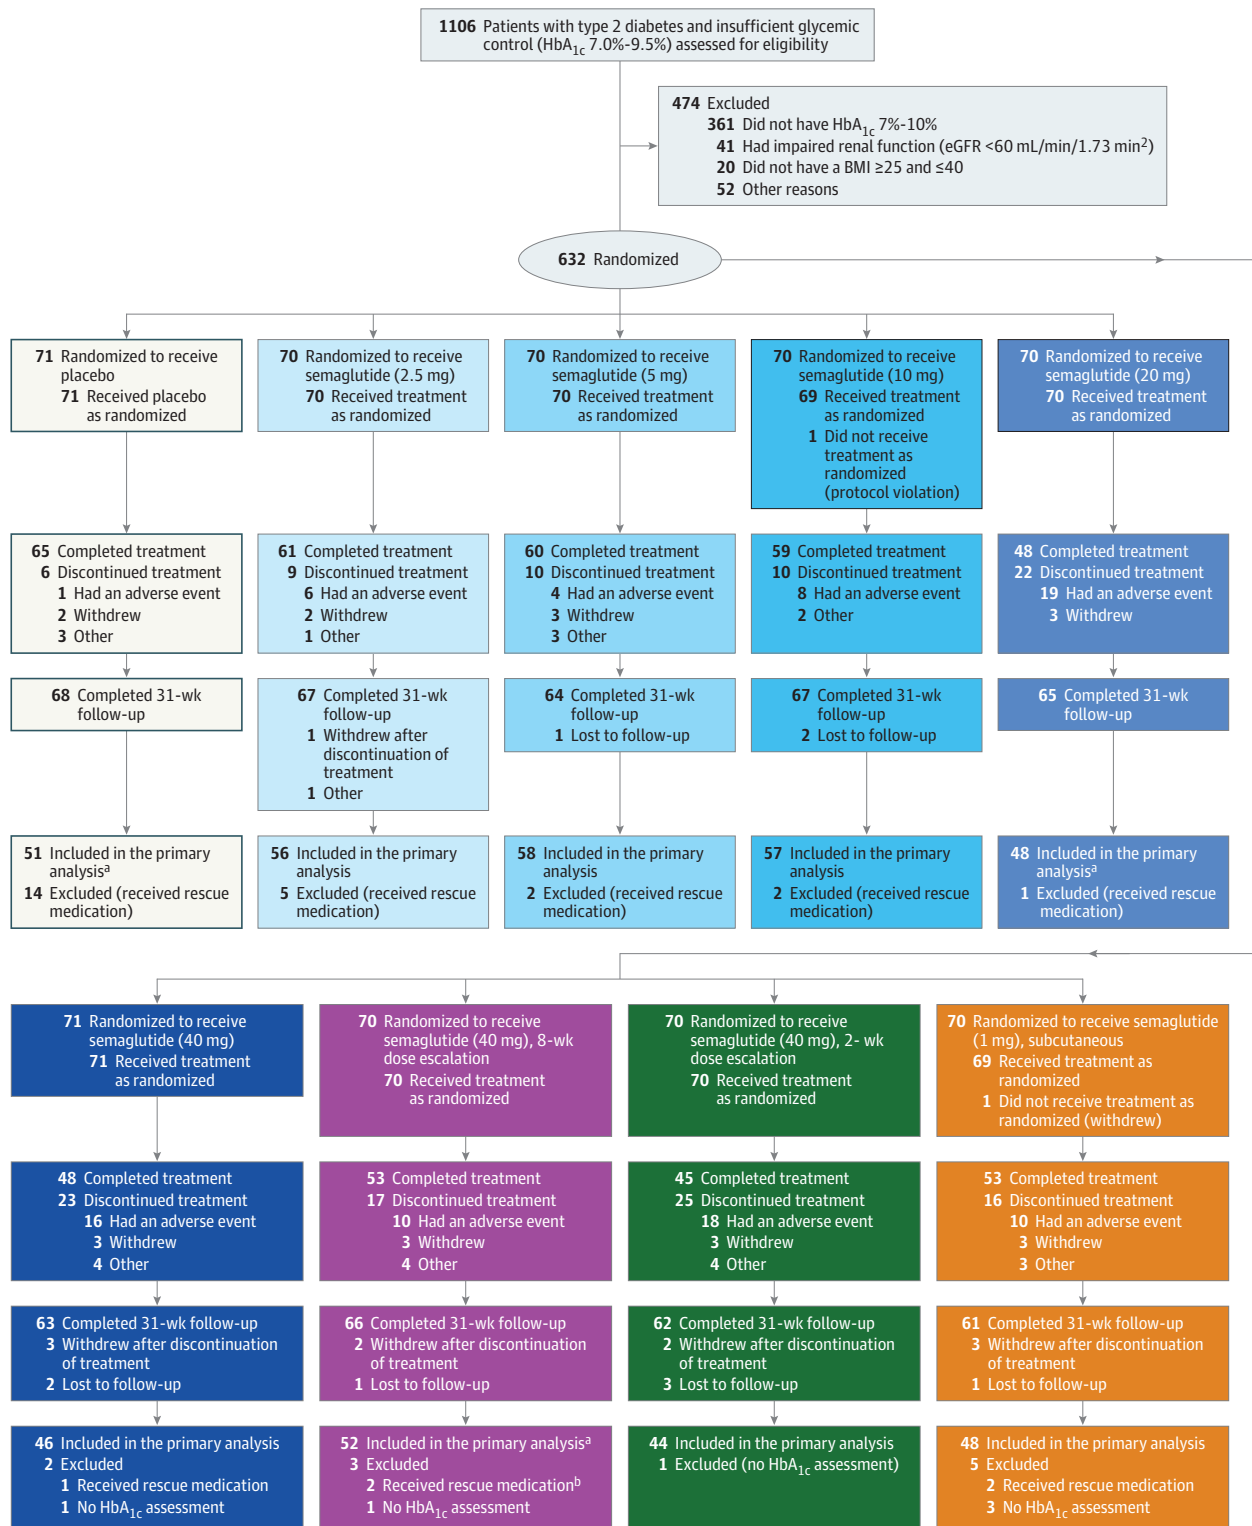 1106 Patients with type 2 diabetes and insufficient glycemic
control (HbA1c 7.0%-9.5%) assessed for eligibility
474 Excluded
361 Did not have HbA1c 7%-10%
41 Had impaired renal function (eGFR <60 mL/min/1.73 min2)
20 Did not have a BMI ≥25 and ≤40
52 Other reasons
632 Randomized
71 Randomized to receive
placebo
71 Received placebo
as randomized
70 Randomized to receive
semaglutide (2.5 mg)
70 Received treatment
as randomized
70 Randomized to receive
semaglutide (5 mg)
70 Received treatment
as randomized
70 Randomized to receive
semaglutide (10 mg)
69 Received treatment
as randomized
1 Did not receive
treatment as
randomized
(protocol violation)
70 Randomized to receive
semaglutide (20 mg)
70 Received treatment
as randomized
65 Completed treatment
6 Discontinued treatment
1 Had an adverse event
2 Withdrew
3 Other
61 Completed treatment
9 Discontinued treatment
6 Had an adverse event
2 Withdrew
1 Other
60 Completed treatment
10 Discontinued treatment
4 Had an adverse event
3 Withdrew
3 Other
59 Completed treatment
10 Discontinued treatment
8 Had an adverse event
2 Other
48 Completed treatment
22 Discontinued treatment
19 Had an adverse event
3 Withdrew
68 Completed 31-wk
follow-up
67 Completed 31-wk
follow-up
1 Withdrew after
discontinuation of
treatment
1 Other
64 Completed 31-wk
follow-up
1 Lost to follow-up
67 Completed 31-wk
follow-up
2 Lost to follow-up
65 Completed 31-wk
follow-up
51 Included in the primary
analysisa
14 Excluded (received rescue
medication)
56 Included in the primary
analysis
5 Excluded (received rescue
medication)
58 Included in the primary
analysis
2 Excluded (received rescue
medication)
57 Included in the primary
analysis
2 Excluded (received rescue
medication)
48 Included in the primary
analysisa
1 Excluded (received rescue
medication)
71 Randomized to receive
semaglutide (40 mg)
71 Received treatment
as randomized
70 Randomized to receive
semaglutide (40 mg), 8-wk
dose escalation
70 Received treatment
as randomized
70 Randomized to receive
semaglutide (40 mg), 2- wk
dose escalation
70 Received treatment
as randomized
70 Randomized to receive semaglutide
(1 mg), subcutaneous
69 Received treatment as
randomized
1 Did not receive treatment as
randomized (withdrew)
48 Completed treatment
23 Discontinued treatment
16 Had an adverse event
3 Withdrew
4 Other
53 Completed treatment
17 Discontinued treatment
10 Had an adverse event
3 Withdrew
4 Other
45 Completed treatment
25 Discontinued treatment
18 Had an adverse event
3 Withdrew
4 Other
53 Completed treatment
16 Discontinued treatment
10 Had an adverse event
3 Withdrew
3 Other
63 Completed 31-wk follow-up
3 Withdrew after discontinuation
of treatment
2 Lost to follow-up
66 Completed 31-wk follow-up
2 Withdrew after discontinuation
of treatment
1 Lost to follow-up
62 Completed 31-wk follow-up
2 Withdrew after discontinuation
of treatment
3 Lost to follow-up
61 Completed 31-wk follow-up
3 Withdrew after discontinuation
of treatment
1 Lost to follow-up
46 Included in the primary analysis
2 Excluded
1 Received rescue medication
1 No HbA1c assessment
52 Included in the primary analysisa
3 Excluded
2 Received rescue medicationb
1 No HbA1c assessment
44 Included in the primary analysis
1 Excluded (no HbA1c assessment)
48 Included in the primary analysis
5 Excluded
2 Received rescue medication
3 No HbA1c assessment